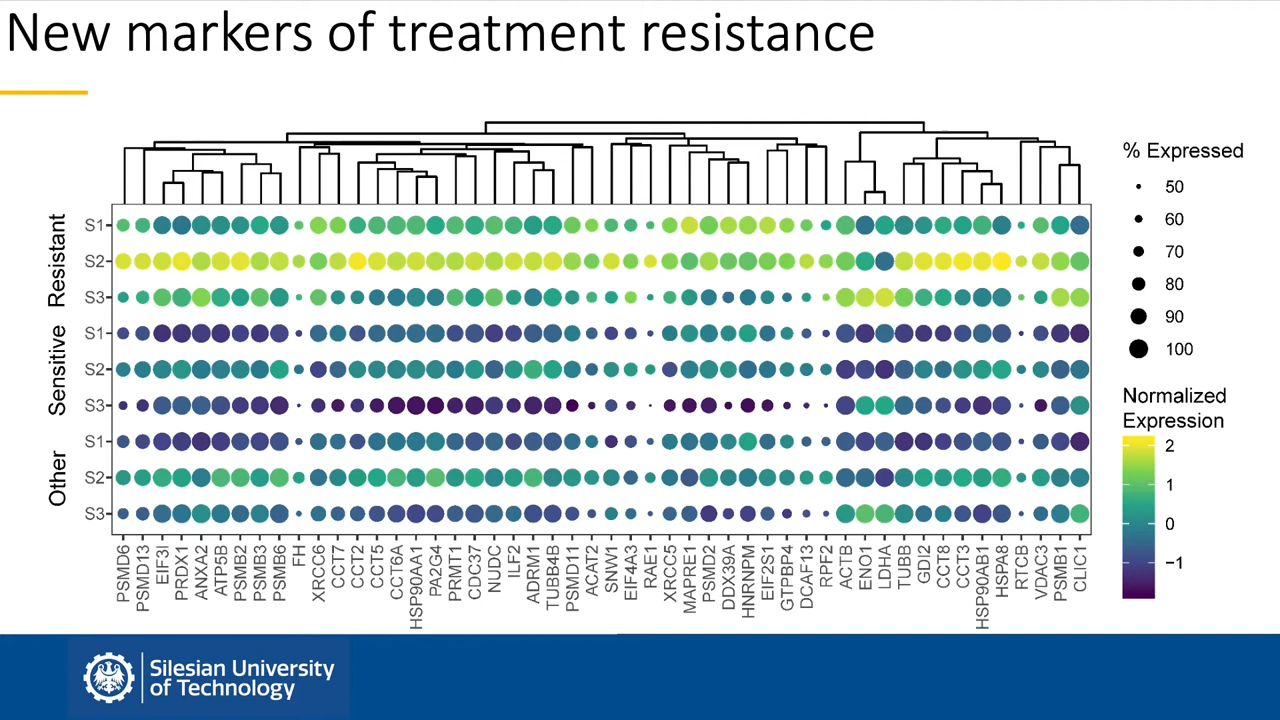 New markers of treatment resistance
% Expressed
50
60
70
80
90
100
Normalized
Expression
2
1
0
−1
Resistant
S1
S2
S3
Sensitive
S1
S2
S3
Other
S1
S2
S3
PSMD6
PSMD13
EIF3I
PRDX1
ANXA2
ATP5B
PSMB2
PSMB3
PSMB6
FH
XRCC6
CCT7
CCT2
CCT5
CCT6A
HSP90AA1
PA2G4
PRMT1
CDC37
NUDC
ILF2
ADRM1
TUBB4B
PSMD11
ACAT2
SNW1
EIF4A3
RAE1
XRCC5
MAPRE1
PSMD2
DDX39A
HNRNPM
EIF2S1
GTPBP4
DCAF13
RPF2
ACTB
ENO1
LDHA
TUBB
GDI2
CCT8
CCT3
HSP90AB1
HSPA8
RTCB
VDAC3
PSMB1
CLIC1
Silesian University
of Technology